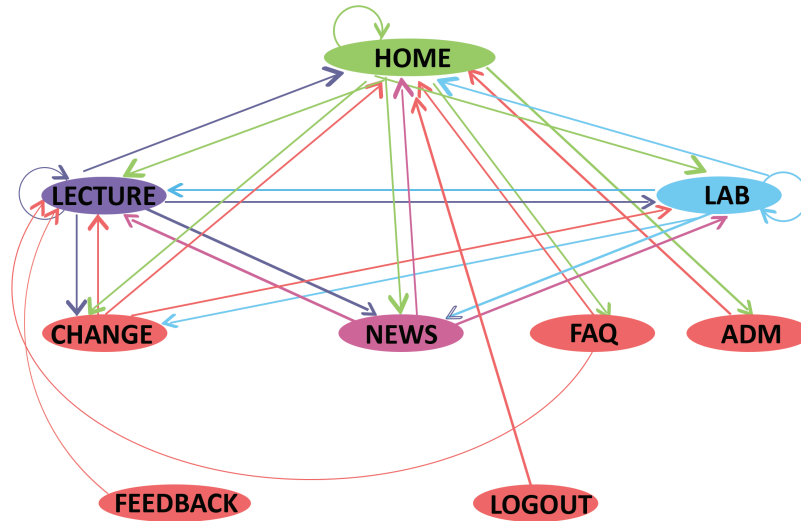 HOME
LECTURE
LAB
CHANGE
NEWS
FAQ
ADM
FEEDBACK
LOGOUT